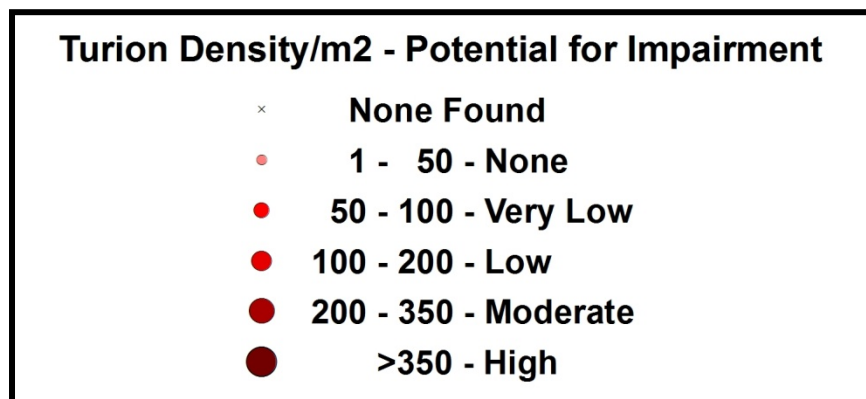 Turion Density/m2 - Potential for Impairment
None Found
1 - 50 - None
50 - 100 - Very Low
100 - 200 - Low
200 - 350 - Moderate
>350 - High